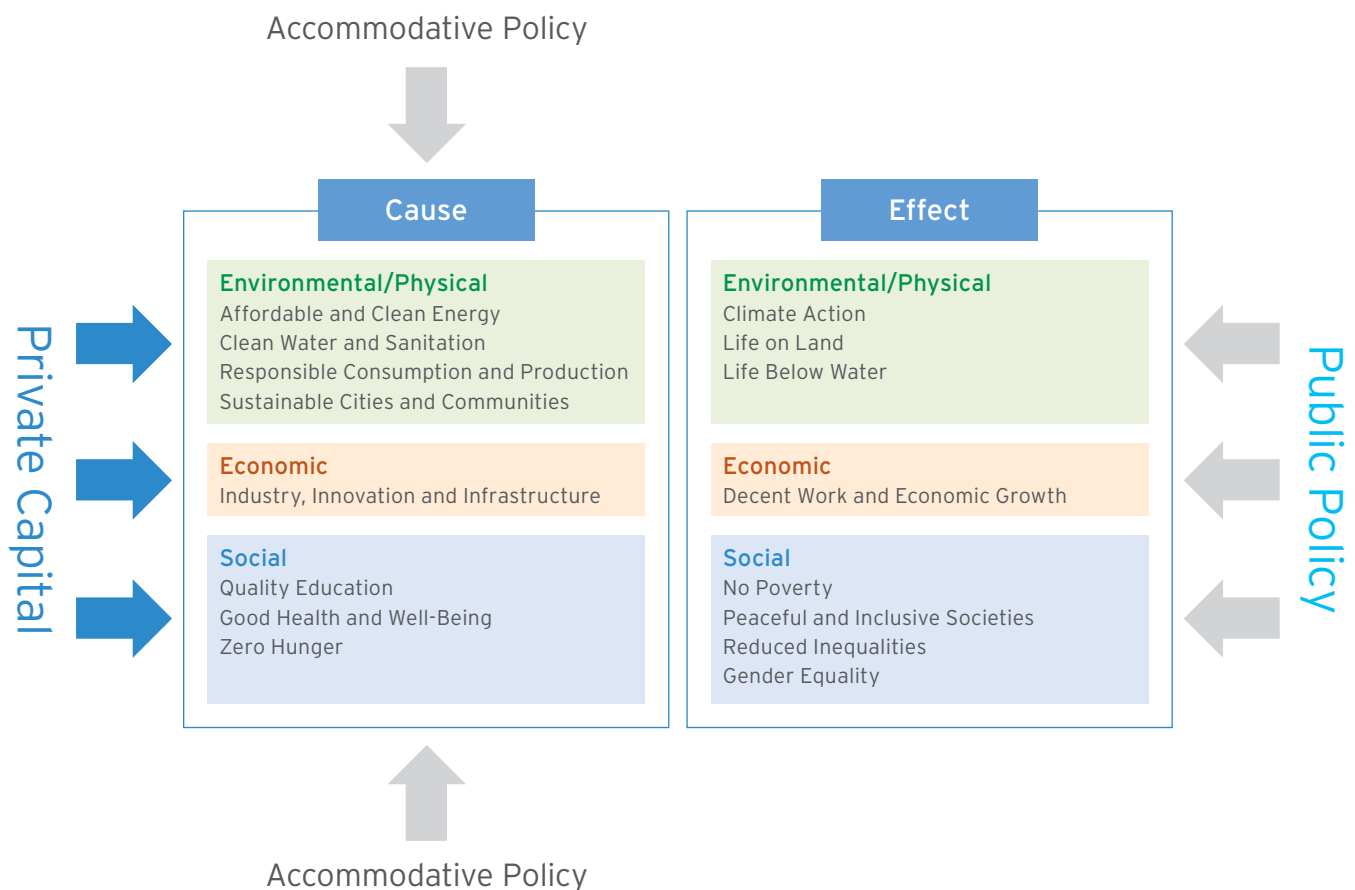 Accommodative Policy
Private Capital
Cause
Environmental/Physical
Affordable and Clean Energy
Clean Water and Sanitation
Responsible Consumption and Production
Sustainable Cities and Communities
Economic
Industry, Innovation and Infrastructure
Social
Quality Education
Good Health and Well-Being
Zero Hunger
Effect
Environmental/Physical
Climate Action
Life on Land
Life Below Water
Economic
Decent Work and Economic Growth
Social
No Poverty
Peaceful and Inclusive Societies
Reduced Inequalities
Gender Equality
Public Policy
Accommodative Policy